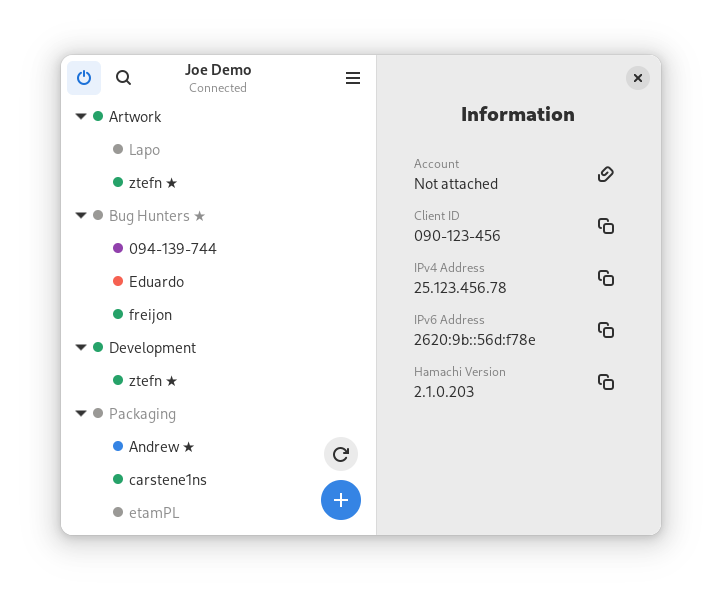 Joe Demo
Connected
Artwork
Lapo
ztefn ★
Bug Hunters ★
094-139-744
Eduardo
freijon
Development
ztefn ★
Packaging
Andrew ★
carstene1ns
etamPL
Information
Account
Not attached
Client ID
090-123-456
IPv4 Address
25.123.456.78
IPv6 Address
2620:9b::56d:f78e
Hamachi Version
2.1.0.203